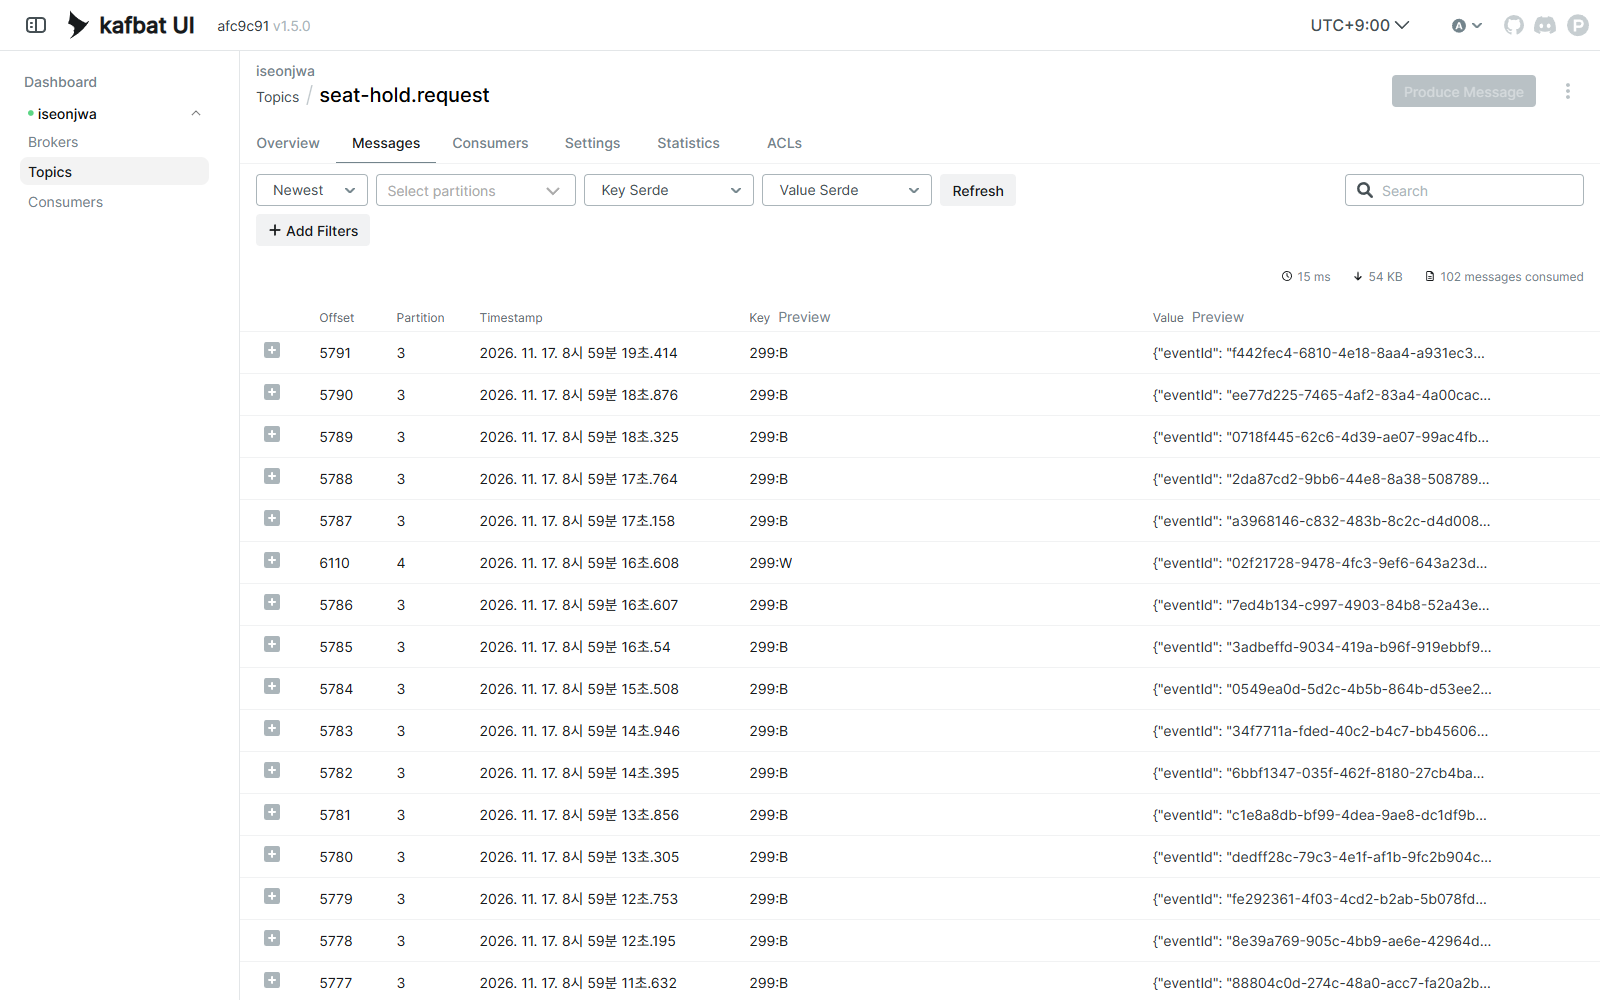 kafbat UI afc9c91 v1.5.0 UTC+9:00 A
Dashboard
iseonjwa
Brokers
Topics
Consumers
iseonjwa
Topics / seat-hold.request
Produce Message
Overview Messages Consumers Settings Statistics ACLs
Newest Select partitions Key Serde Value Serde Refresh Search
Add Filters
15 ms 54 KB 102 messages consumed
Offset Partition Timestamp Key Preview Value Preview
5791 3 2026. 11. 17. 8시 59분 19초.414 299:B {"eventId": "f442fec4-6810-4e18-8aa4-a931ec3...
5790 3 2026. 11. 17. 8시 59분 18초.876 299:B {"eventId": "ee77d225-7465-4af2-83a4-4a00cac...
5789 3 2026. 11. 17. 8시 59분 18초.325 299:B {"eventId": "0718f445-62c6-4d39-ae07-99ac4fb...
5788 3 2026. 11. 17. 8시 59분 17초.764 299:B {"eventId": "2da87cd2-9bb6-44e8-8a38-508789...
5787 3 2026. 11. 17. 8시 59분 17초.158 299:B {"eventId": "a3968146-c832-483b-8c2c-d4d008...
6110 4 2026. 11. 17. 8시 59분 16초.608 299:W {"eventId": "02f21728-9478-4fc3-9ef6-643a23d...
5786 3 2026. 11. 17. 8시 59분 16초.607 299:B {"eventId": "7ed4b134-c997-4903-84b8-52a43e...
5785 3 2026. 11. 17. 8시 59분 16초.54 299:B {"eventId": "3adbeffd-9034-419a-b96f-919ebbf9...
5784 3 2026. 11. 17. 8시 59분 15초.508 299:B {"eventId": "0549ea0d-5d2c-4b5b-864b-d53ee2...
5783 3 2026. 11. 17. 8시 59분 14초.946 299:B {"eventId": "34f7711a-fded-40c2-b4c7-bb45606...
5782 3 2026. 11. 17. 8시 59분 14초.395 299:B {"eventId": "6bbf1347-035f-462f-8180-27cb4ba...
5781 3 2026. 11. 17. 8시 59분 13초.856 299:B {"eventId": "c1e8a8db-bf99-4dea-9ae8-dc1df9b...
5780 3 2026. 11. 17. 8시 59분 13초.305 299:B {"eventId": "dedff28c-79c3-4e1f-af1b-9fc2b904c...
5779 3 2026. 11. 17. 8시 59분 12초.753 299:B {"eventId": "fe292361-4f03-4cd2-b2ab-5b078fd...
5778 3 2026. 11. 17. 8시 59분 12초.195 299:B {"eventId": "8e39a769-905c-4bb9-ae6e-42964d...
5777 3 2026. 11. 17. 8시 59분 11초.632 299:B {"eventId": "88804c0d-274c-48a0-acc7-fa20a2b...